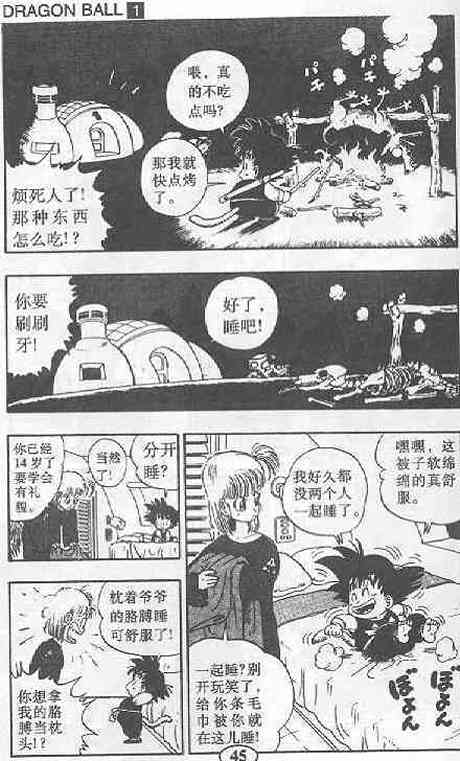 DRAGON BALL 1
喂，真
的不吃
点吗？
パチ
パチ
烦死人了！
那种东西
怎么吃!？
那我就
快点烤
了。
好了，
睡吧！
你要
刷刷
牙！
嘿嘿，这
被子软绵
绵的真舒
服。
我好久都
没两个人
一起睡了。
ぼよん
ぼよん
一起睡？别
开玩笑了，
给你条毛
巾被你就
在这儿睡！
分开
睡？
当然
了！
你已经
14岁了
要学会
有礼
貌。
枕着爷爷
的胳膊睡
可舒服了！
你想拿
我的胳
膊当枕
头!？
45